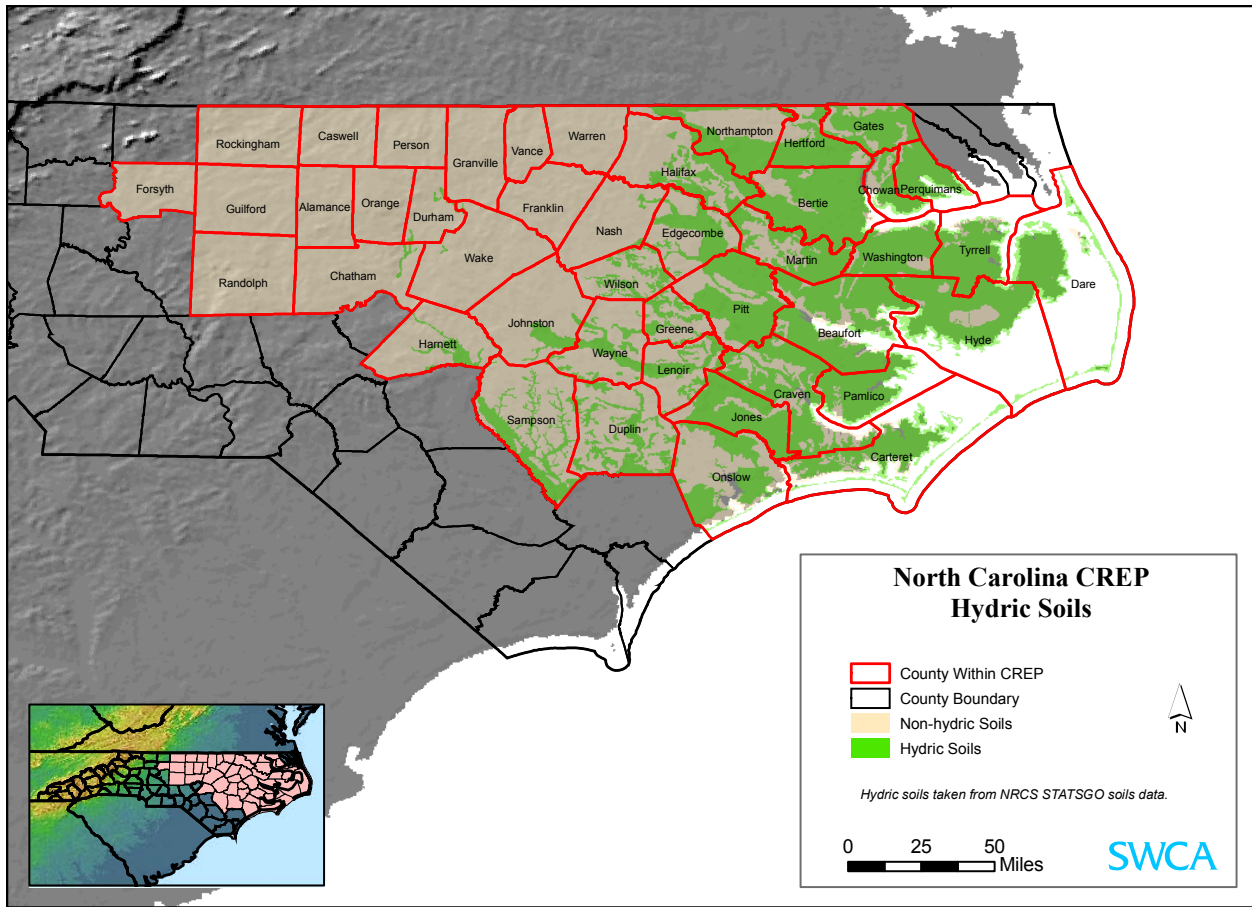 Rockingham
Caswell
Person
Granville
Vance
Warren
Northampton
Hertford
Gates
Halifax
Forsyth
Guilford
Alamance
Orange
Durham
Franklin
Nash
Edgecombe
Bertie
Chowan
Perquimans
Randolph
Chatham
Wake
Wilson
Martin
Washington
Tyrrell
Dare
Harnett
Johnston
Greene
Pitt
Beaufort
Hyde
Wayne
Lenoir
Craven
Pamlico
Sampson
Duplin
Jones
Onslow
Carteret
North Carolina CREP
Hydric Soils
County Within CREP
County Boundary
Non-hydric Soils
Hydric Soils
N
Hydric soils taken from NRCS STATSGO soils data.
0 25 50
Miles
SWCA